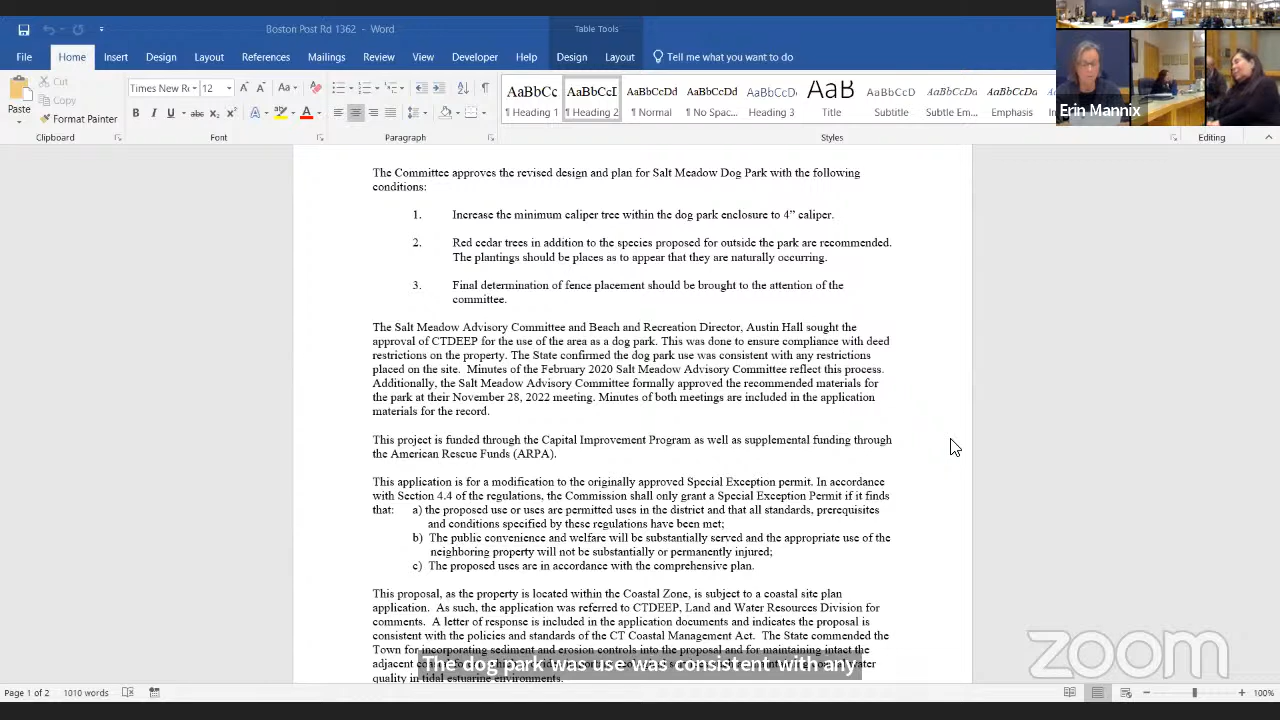 Boston Post Rd 1362 - Word
Table Tools
File Home Insert Design Layout References Mailings Review View Developer Help Design Layout Tell me what you want to do
Paste
Cut
Copy
Format Painter
Times New Ro 12
AaBbCc AaBbCcI AaBbCcDd AaBbCcDd AaBbCcDc AaB AaBbCcD AaBbCcDd AaBbCcDd
¶ Heading 1 ¶ Heading 2 ¶ Normal ¶ No Spac... Heading 3 Title Subtitle Subtle Em... Emphasis
Clipboard Font Paragraph Styles Editing
Erin Mannix
The Committee approves the revised design and plan for Salt Meadow Dog Park with the following
conditions:
1. Increase the minimum caliper tree within the dog park enclosure to 4” caliper.
2. Red cedar trees in addition to the species proposed for outside the park are recommended.
The plantings should be places as to appear that they are naturally occurring.
3. Final determination of fence placement should be brought to the attention of the
committee.
The Salt Meadow Advisory Committee and Beach and Recreation Director, Austin Hall sought the
approval of CTDEEP for the use of the area as a dog park. This was done to ensure compliance with deed
restrictions on the property. The State confirmed the dog park use was consistent with any restrictions
placed on the site. Minutes of the February 2020 Salt Meadow Advisory Committee reflect this process.
Additionally, the Salt Meadow Advisory Committee formally approved the recommended materials for
the park at their November 28, 2022 meeting. Minutes of both meetings are included in the application
materials for the record.
This project is funded through the Capital Improvement Program as well as supplemental funding through
the American Rescue Funds (ARPA).
This application is for a modification to the originally approved Special Exception permit. In accordance
with Section 4.4 of the regulations, the Commission shall only grant a Special Exception Permit if it finds
that: a) the proposed use or uses are permitted uses in the district and that all standards, prerequisites
and conditions specified by these regulations have been met;
b) The public convenience and welfare will be substantially served and the appropriate use of the
neighboring property will not be substantially or permanently injured;
c) The proposed uses are in accordance with the comprehensive plan.
This proposal, as the property is located within the Coastal Zone, is subject to a coastal site plan
application. As such, the application was referred to CTDEEP, Land and Water Resources Division for
comments. A letter of response is included in the application documents and indicates the proposal is
consistent with the policies and standards of the CT Coastal Management Act. The State commended the
Town for incorporating sediment and erosion controls into the proposal and for maintaining intact the
adjacent water
quality in tidal estuarine environments.
The dog park was use was consistent with any
zoom
Page 1 of 2 1010 words 100%